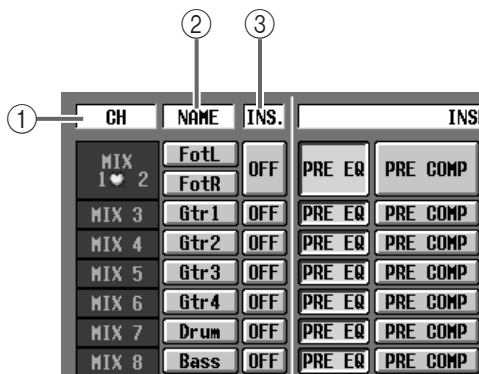 ② ③
① CH NAME INS. INS
MIX 1 2 FotL OFF PRE EQ PRE COMP
FotR
MIX 3 Gtr1 OFF PRE EQ PRE COMP
MIX 4 Gtr2 OFF PRE EQ PRE COMP
MIX 5 Gtr3 OFF PRE EQ PRE COMP
MIX 6 Gtr4 OFF PRE EQ PRE COMP
MIX 7 Drum OFF PRE EQ PRE COMP
MIX 8 Bass OFF PRE EQ PRE COMP